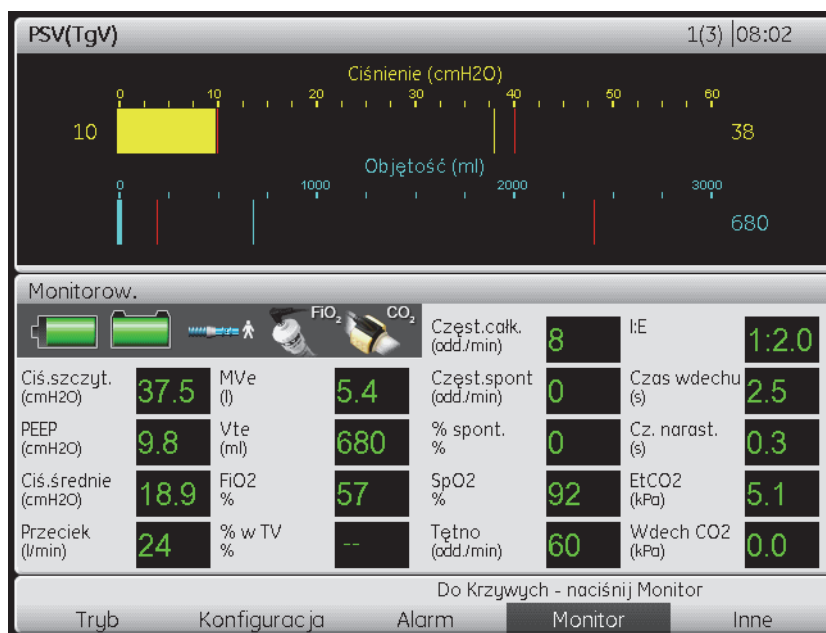 PSV(TgV) 1(3) 08:02
Ciśnienie (cmH2O)
0 10 20 30 40 50 60
10 38
Objętość (ml)
0 1000 2000 3000
680
Monitorow.
FiO2 CO2
Częst.całk. (odd./min) 8 I:E 1:2.0
Ciś.szczyt. (cmH2O) 37.5 MVe (l) 5.4 Częst.spont (odd./min) 0 Czas wdechu (s) 2.5
PEEP (cmH2O) 9.8 Vte (ml) 680 % spont. % 0 Cz. narast. (s) 0.3
Ciś.średnie (cmH2O) 18.9 FiO2 % 57 SpO2 % 92 EtCO2 (kPa) 5.1
Przeciek (l/min) 24 % w TV % -- Tętno (odd./min) 60 Wdech CO2 (kPa) 0.0
Do Krzywych - naciśnij Monitor
Tryb Konfiguracja Alarm Monitor Inne